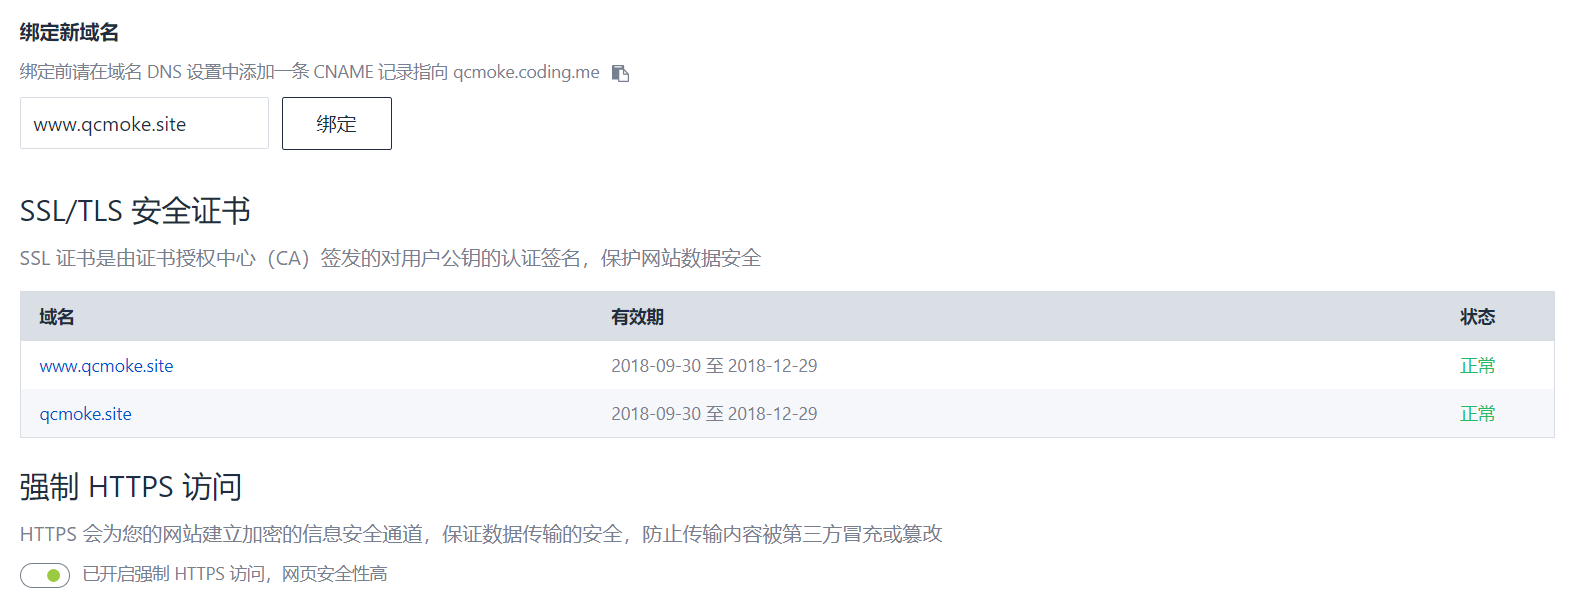 绑定新域名
绑定前请在域名 DNS 设置中添加一条 CNAME 记录指向 qcmoke.coding.me
www.qcmoke.site 绑定
SSL/TLS 安全证书
SSL 证书是由证书授权中心（CA）签发的对用户公钥的认证签名，保护网站数据安全
域名 有效期 状态
www.qcmoke.site 2018-09-30 至 2018-12-29 正常
qcmoke.site 2018-09-30 至 2018-12-29 正常
强制 HTTPS 访问
HTTPS 会为您的网站建立加密的信息安全通道，保证数据传输的安全，防止传输内容被第三方冒充或篡改
已开启强制 HTTPS 访问，网页安全性高